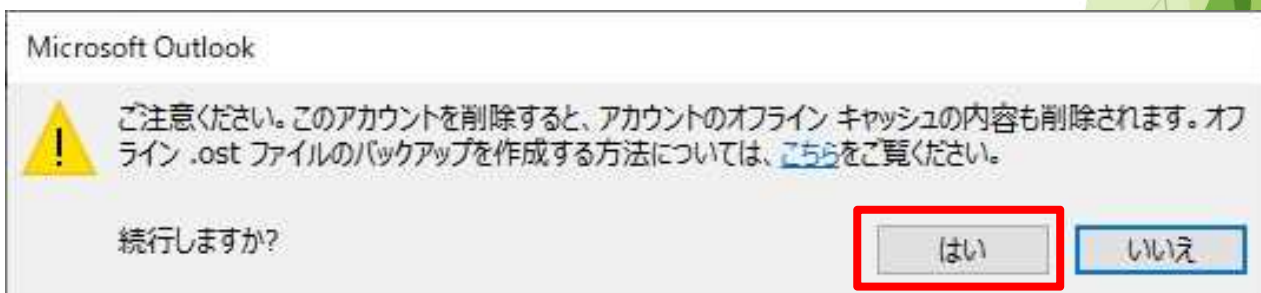 Microsoft Outlook
ご注意ください。このアカウントを削除すると、アカウントのオフライン キャッシュの内容も削除されます。オフ
ライン .ost ファイルのバックアップを作成する方法については、こちらをご覧ください。
続行しますか?
はい いいえ